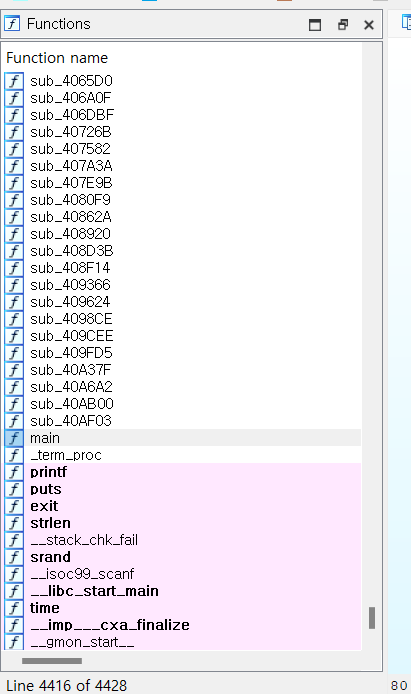 Functions
Function name
sub_4065D0
sub_406A0F
sub_406DBF
sub_40726B
sub_407582
sub_407A3A
sub_407E9B
sub_4080F9
sub_40862A
sub_408920
sub_408D3B
sub_408F14
sub_409366
sub_409624
sub_4098CE
sub_409CEE
sub_409FD5
sub_40A37F
sub_40A6A2
sub_40AB00
sub_40AF03
main
_term_proc
printf
puts
exit
strlen
__stack_chk_fail
srand
__isoc99_scanf
__libc_start_main
time
__imp___cxa_finalize
__gmon_start__
Line 4416 of 4428
80